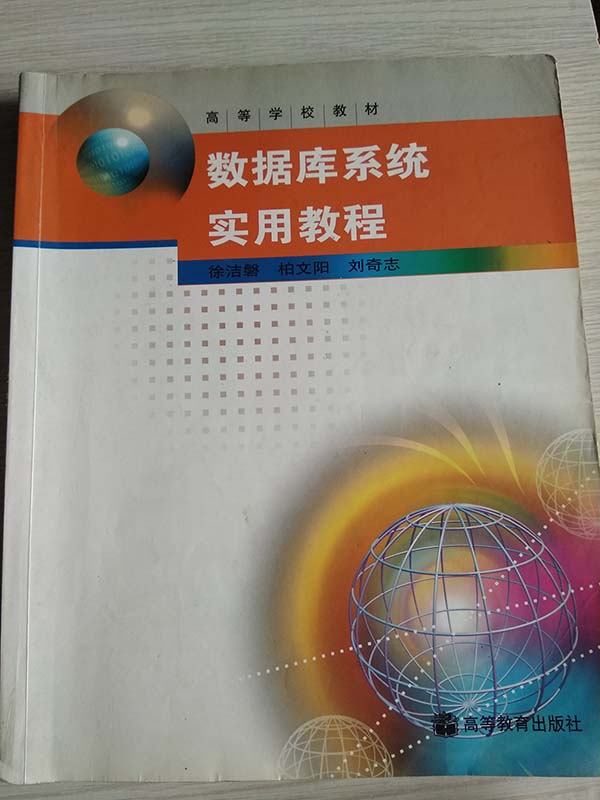 高等学校教材
数据库系统
实用教程
徐洁磐 柏文阳 刘奇志
高等教育出版社